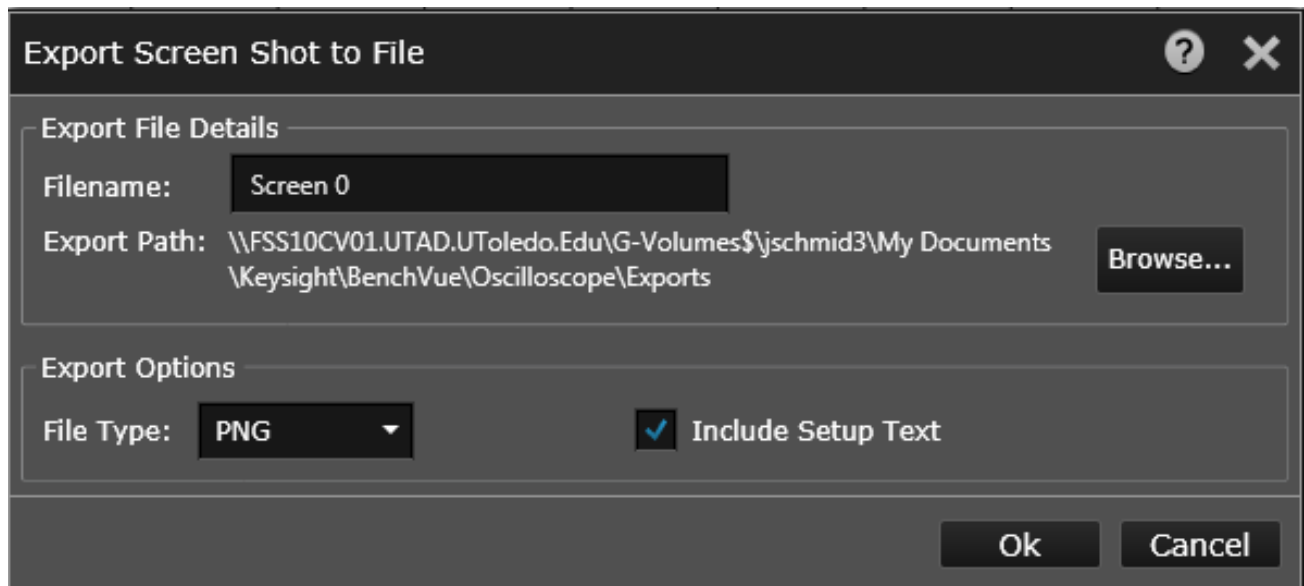 Export Screen Shot to File
Export File Details
Filename: Screen 0
Export Path: \\FSS10CV01.UTAD.UToledo.Edu\G-Volumes$\jschmid3\My Documents
\Keysight\BenchVue\Oscilloscope\Exports
Browse...
Export Options
File Type: PNG Include Setup Text
Ok Cancel